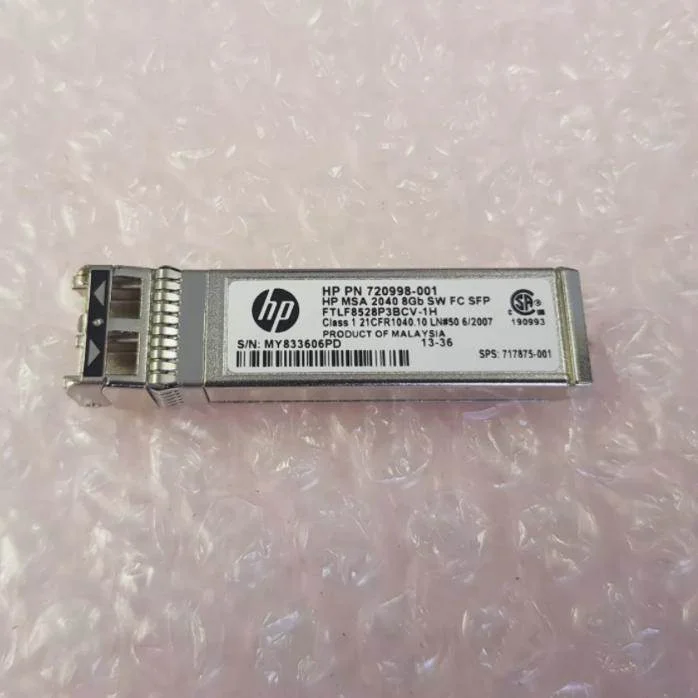 hp
HP PN 720998-001
HP MSA 2040 8Gb SW FC SFP
FTLF8528P3BCV-1H
Class 1 21CFR1040.10 LN#50 6/2007
PRODUCT OF MALAYSIA
S/N: MY833606PD
13-36
190993
SPS: 717875-001